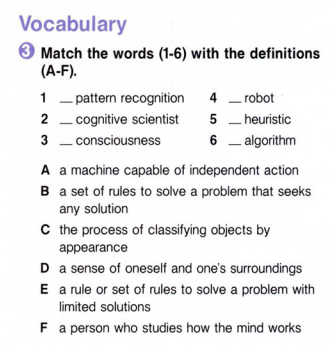 Vocabulary
3 Match the words (1-6) with the definitions
(A-F).
1 __ pattern recognition 4 __ robot
2 __ cognitive scientist 5 __ heuristic
3 __ consciousness 6 __ algorithm
A a machine capable of independent action
B a set of rules to solve a problem that seeks
any solution
C the process of classifying objects by
appearance
D a sense of oneself and one's surroundings
E a rule or set of rules to solve a problem with
limited solutions
F a person who studies how the mind works